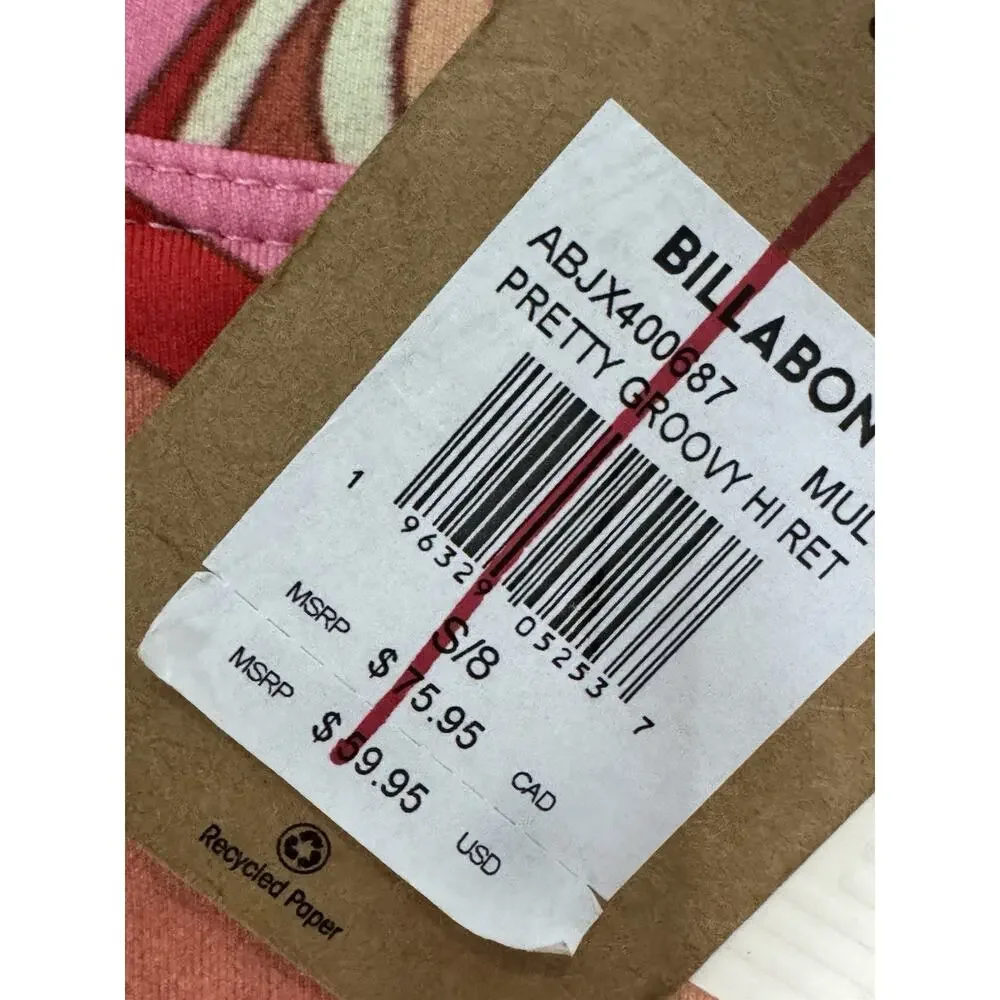 BILLABON
ABJX400687 MUL
PRETTY GROOVY HI RET
1 96329 05253 7
S/8
MSRP $75.95 CAD
MSRP $59.95 USD
Recycled Paper